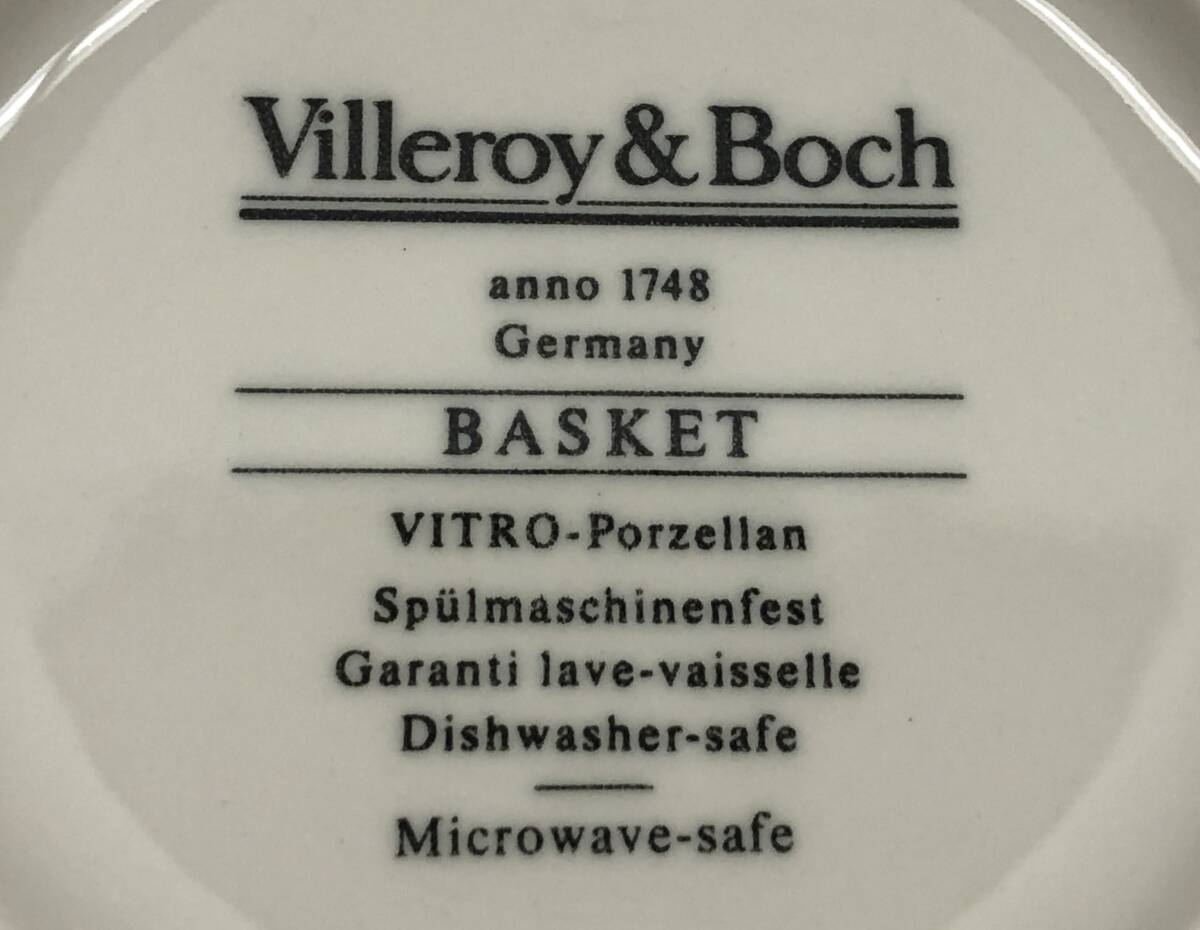 Villeroy & Boch
anno 1748
Germany
BASKET
VITRO-Porzellan
Spülmaschinenfest
Garanti lave-vaisselle
Dishwasher-safe
Microwave-safe